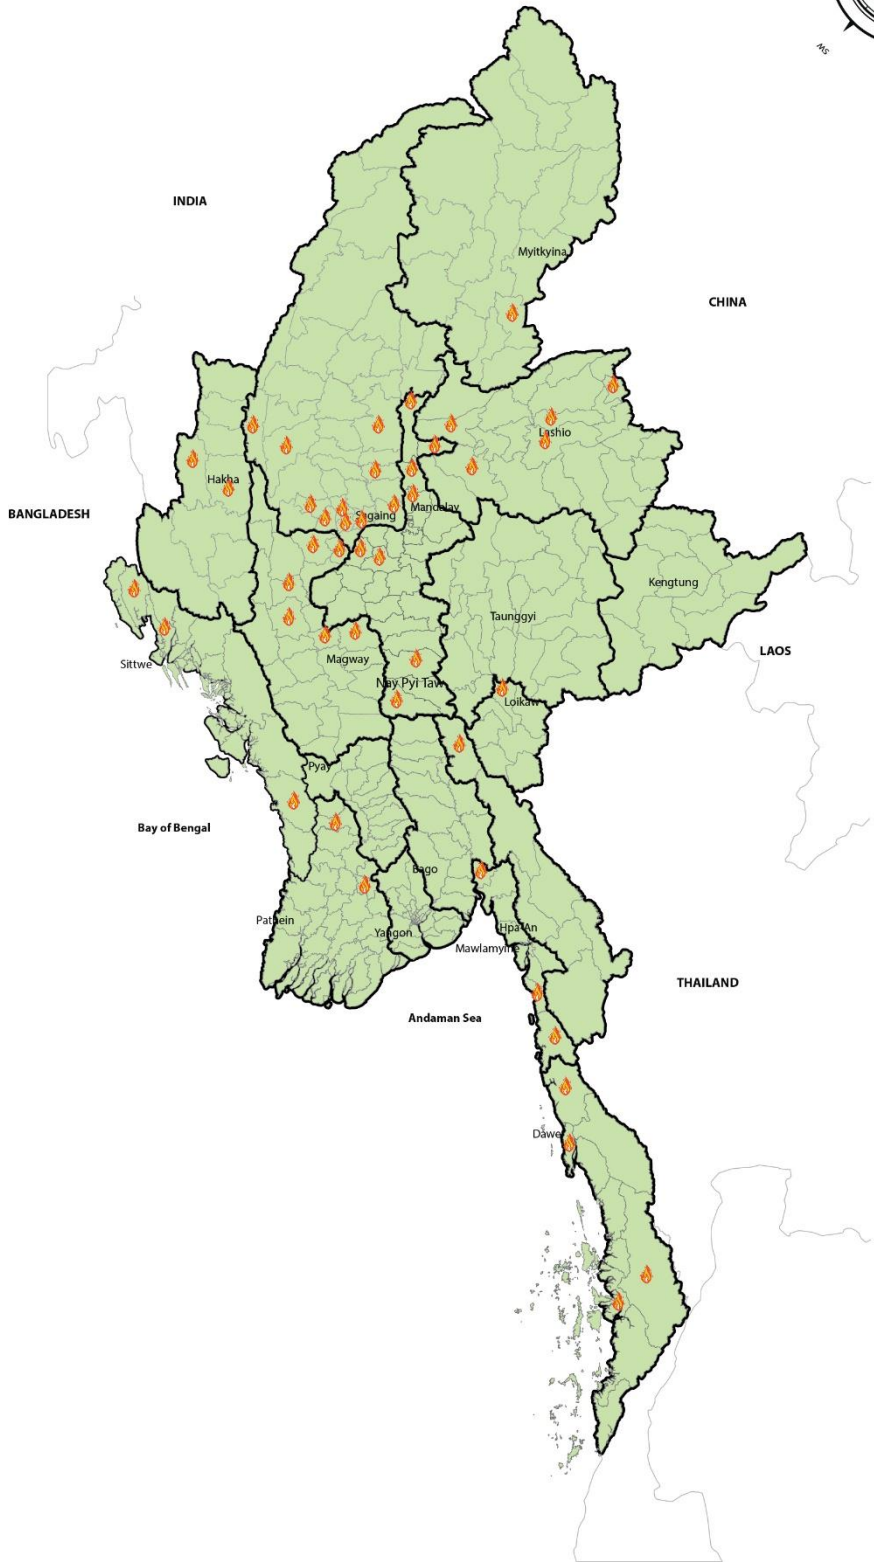 SW
INDIA
Myitkyina
CHINA
Lashio
Hakha
BANGLADESH
Mandalay
Sagaing
Kengtung
Taunggyi
LAOS
Sittwe
Magway
Nay Pyi Taw
Loikaw
Pyay
Bay of Bengal
Bago
Pathein
Hpa-An
Yangon
Mawlamyine
THAILAND
Andaman Sea
Dawei